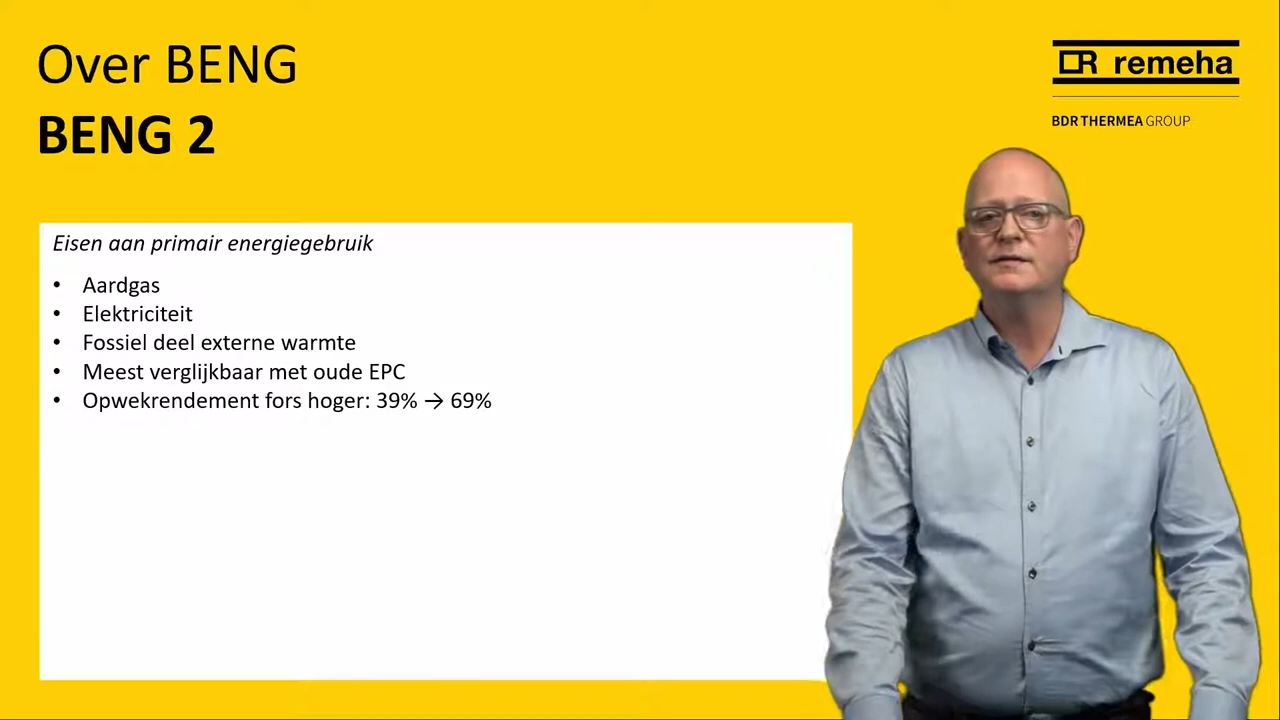 Over BENG
BENG 2
remeha
BDR THERMEA GROUP
Eisen aan primair energiegebruik
• Aardgas
• Elektriciteit
• Fossiel deel externe warmte
• Meest verglijkbaar met oude EPC
• Opwekrendement fors hoger: 39% → 69%